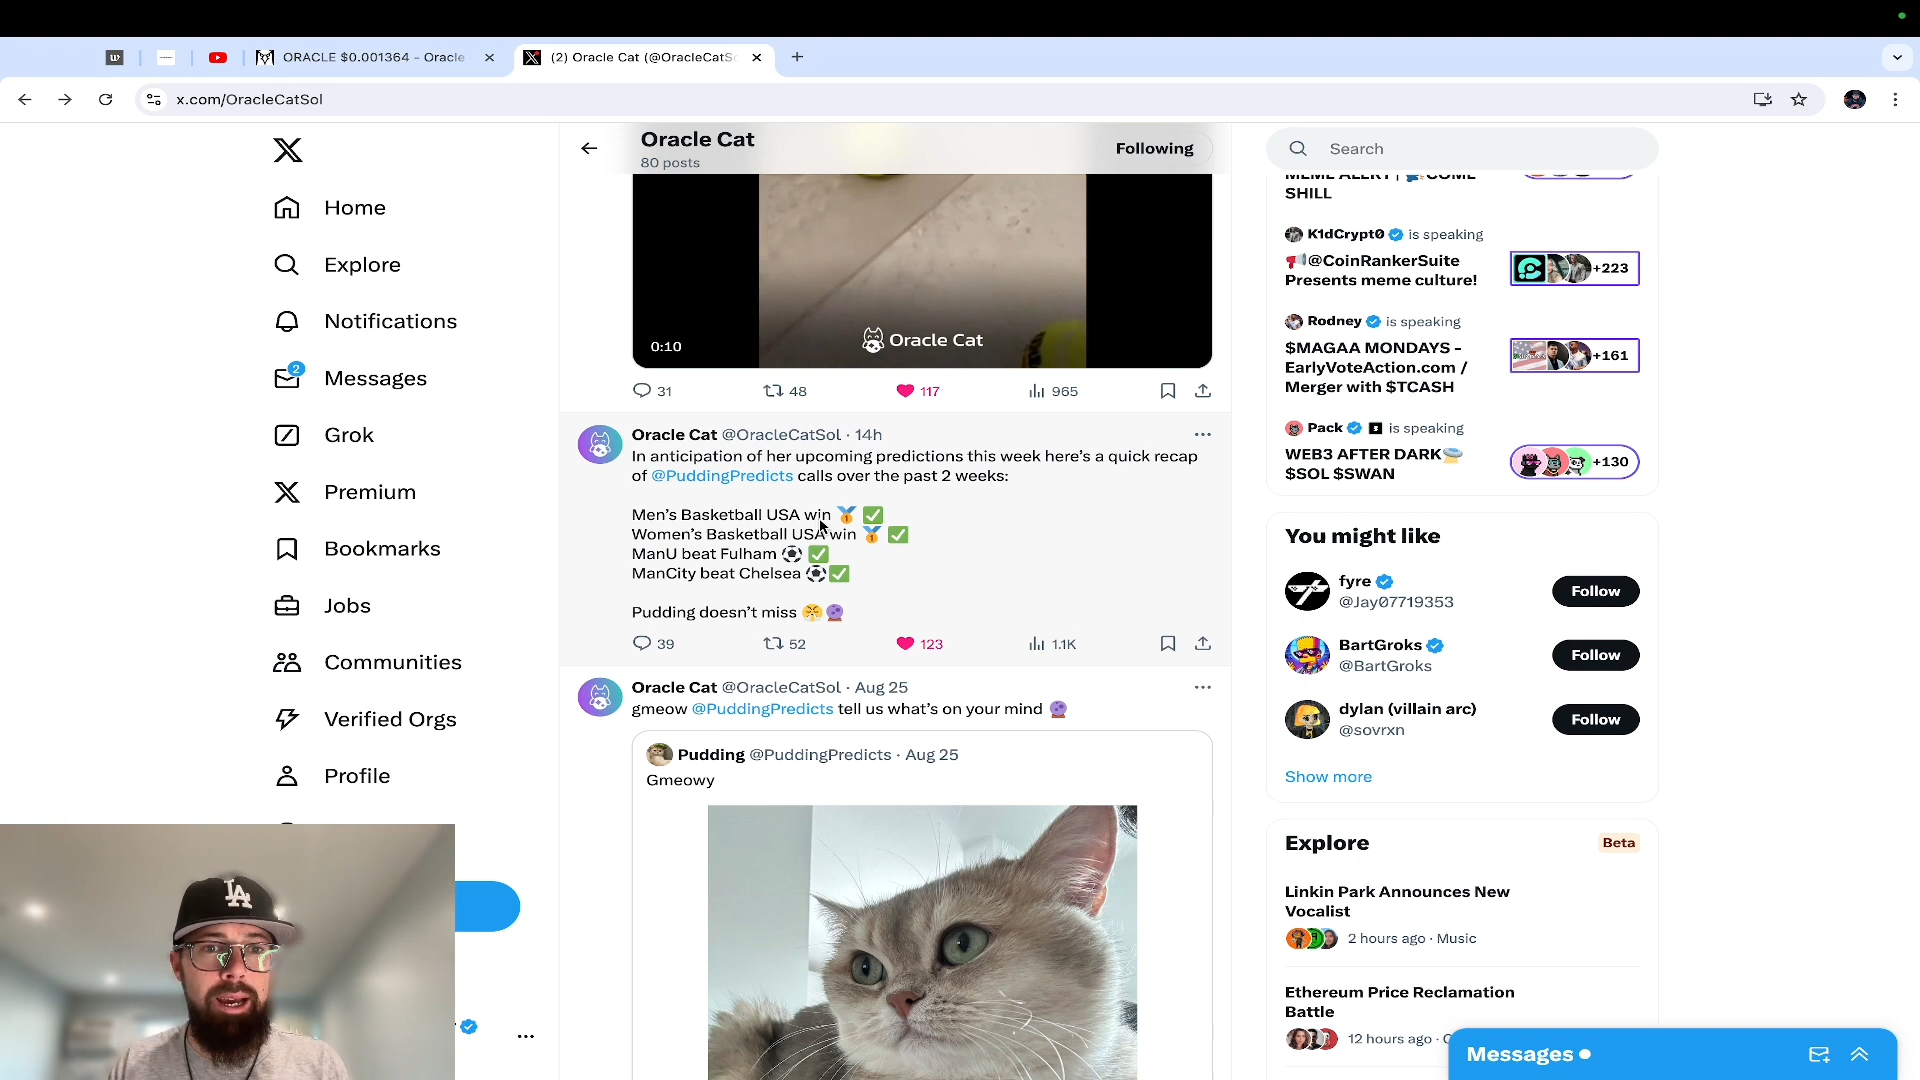 ORACLE $0.001364 - Oracle
(2) Oracle Cat (@OracleCatS
x.com/OracleCatSol
Home
Explore
Notifications
2
Messages
Grok
Premium
Bookmarks
Jobs
Communities
Verified Orgs
Profile
LA
Oracle Cat
80 posts
Following
Oracle Cat
0:10
31
48
117
965
Oracle Cat @OracleCatSol · 14h
In anticipation of her upcoming predictions this week here's a quick recap
of @PuddingPredicts calls over the past 2 weeks:
Men's Basketball USA win 🥇 ✅
Women's Basketball USA win 🥇 ✅
ManU beat Fulham ⚽ ✅
ManCity beat Chelsea ⚽✅
Pudding doesn't miss 😤🔮
39
52
123
1.1K
Oracle Cat @OracleCatSol · Aug 25
gmeow @PuddingPredicts tell us what's on your mind 🔮
Pudding @PuddingPredicts · Aug 25
Gmeowy
Search
MEME ALERT | COME
SHILL
K1dCrypt0 is speaking
📢@CoinRankerSuite
Presents meme culture!
+223
Rodney is speaking
$MAGAA MONDAYS -
EarlyVoteAction.com /
Merger with $TCASH
+161
Pack is speaking
WEB3 AFTER DARK
$SOL $SWAN
+130
You might like
fyre
@Jay07719353
Follow
BartGroks
@BartGroks
Follow
dylan (villain arc)
@sovrxn
Follow
Show more
Explore
Beta
Linkin Park Announces New
Vocalist
2 hours ago · Music
Ethereum Price Reclamation
Battle
12 hours ago ·
Messages